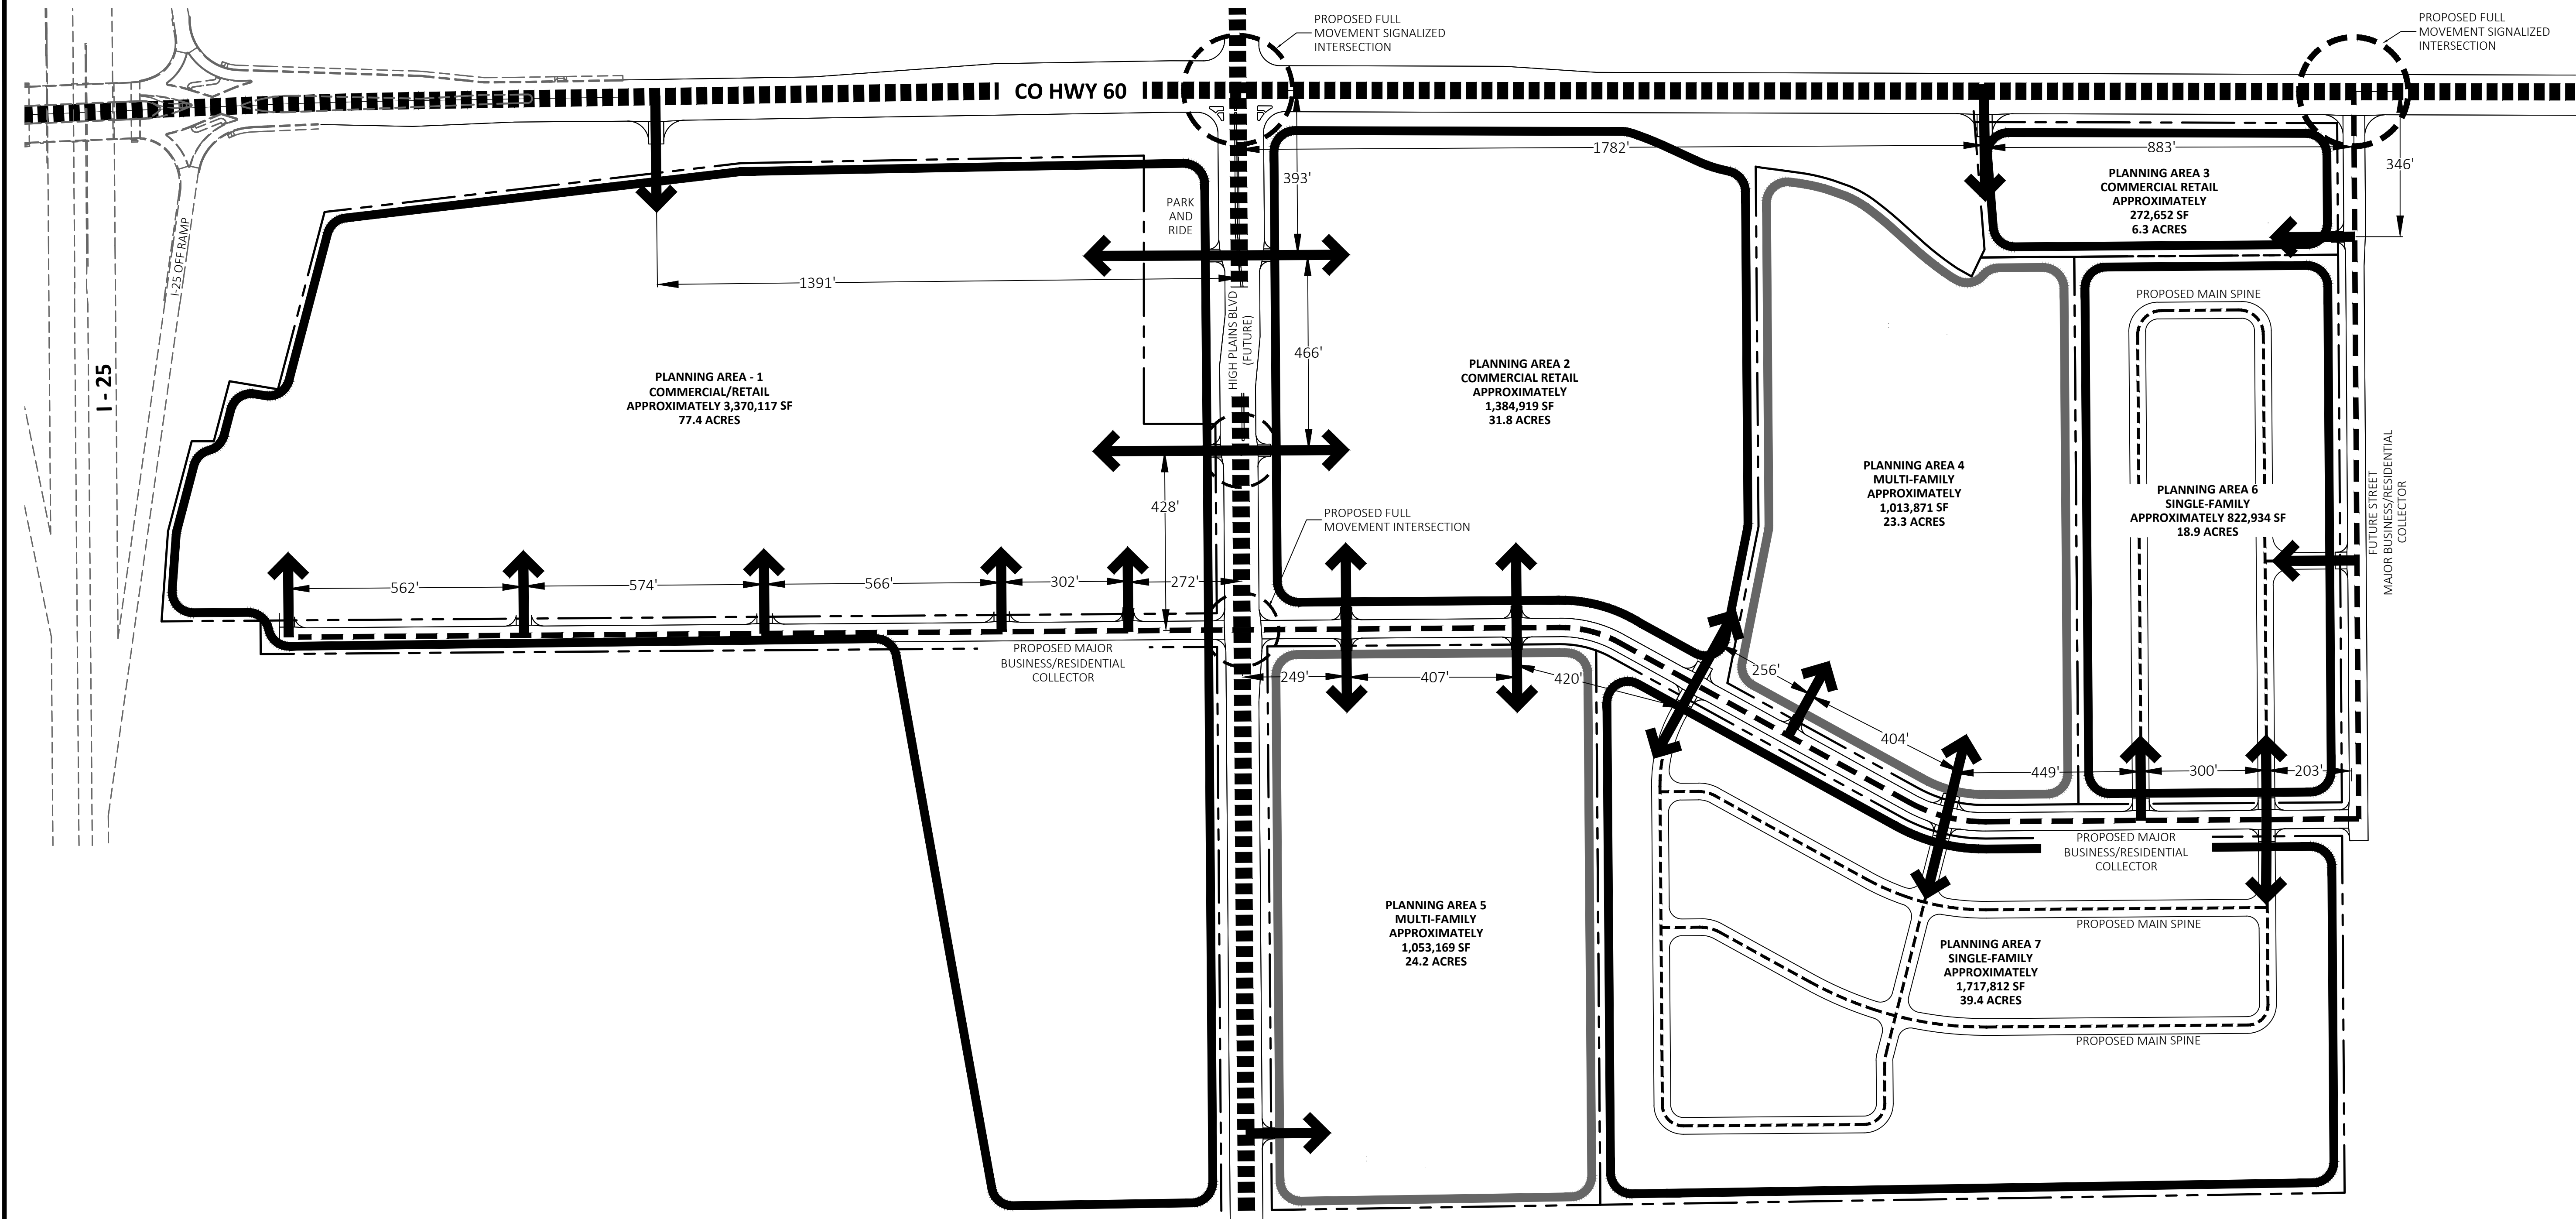 PROPOSED FULL
MOVEMENT SIGNALIZED
INTERSECTION
PROPOSED FULL
MOVEMENT SIGNALIZED
INTERSECTION
CO HWY 60
1782'
883'
346'
393'
PLANNING AREA 3
COMMERCIAL RETAIL
APPROXIMATELY
272,652 SF
6.3 ACRES
PARK
AND
RIDE
I-25 OFF RAMP
1391'
HIGH PLAINS BLVD
(FUTURE)
466'
PROPOSED MAIN SPINE
I - 25
PLANNING AREA - 1
COMMERCIAL/RETAIL
APPROXIMATELY 3,370,117 SF
77.4 ACRES
PLANNING AREA 2
COMMERCIAL RETAIL
APPROXIMATELY
1,384,919 SF
31.8 ACRES
PLANNING AREA 4
MULTI-FAMILY
APPROXIMATELY
1,013,871 SF
23.3 ACRES
PLANNING AREA 6
SINGLE-FAMILY
APPROXIMATELY 822,934 SF
18.9 ACRES
FUTURE STREET
MAJOR BUSINESS/RESIDENTIAL
COLLECTOR
428'
PROPOSED FULL
MOVEMENT INTERSECTION
562'
574'
566'
302'
272'
PROPOSED MAJOR
BUSINESS/RESIDENTIAL
COLLECTOR
249'
407'
420'
256'
404'
449'
300'
203'
PROPOSED MAJOR
BUSINESS/RESIDENTIAL
COLLECTOR
PLANNING AREA 5
MULTI-FAMILY
APPROXIMATELY
1,053,169 SF
24.2 ACRES
PROPOSED MAIN SPINE
PLANNING AREA 7
SINGLE-FAMILY
APPROXIMATELY
1,717,812 SF
39.4 ACRES
PROPOSED MAIN SPINE